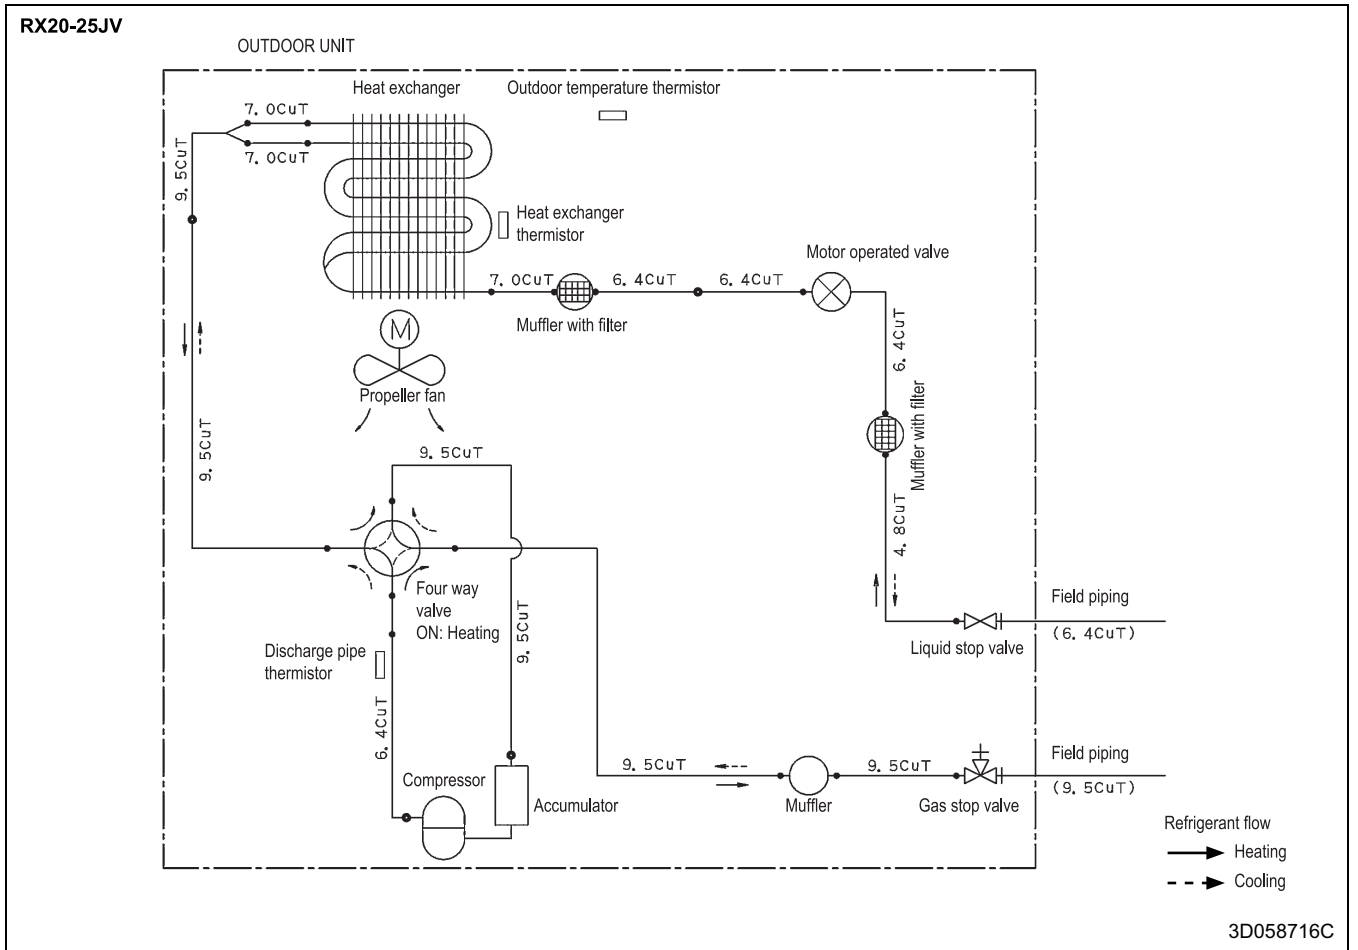 RX20-25JV
OUTDOOR UNIT
Heat exchanger
Outdoor temperature thermistor
7.0CuT
7.0CuT
9.5CuT
Heat exchanger
thermistor
Motor operated valve
7.0CuT
6.4CuT
6.4CuT
Muffler with filter
M
6.4CuT
Propeller fan
Muffler with filter
9.5CuT
9.5CuT
4.8CuT
Four way
valve
ON: Heating
Field piping
(6.4CuT)
Liquid stop valve
9.5CuT
Discharge pipe
thermistor
6.4CuT
Field piping
(9.5CuT)
9.5CuT
9.5CuT
Compressor
Accumulator
Muffler
Gas stop valve
Refrigerant flow
Heating
Cooling
3D058716C